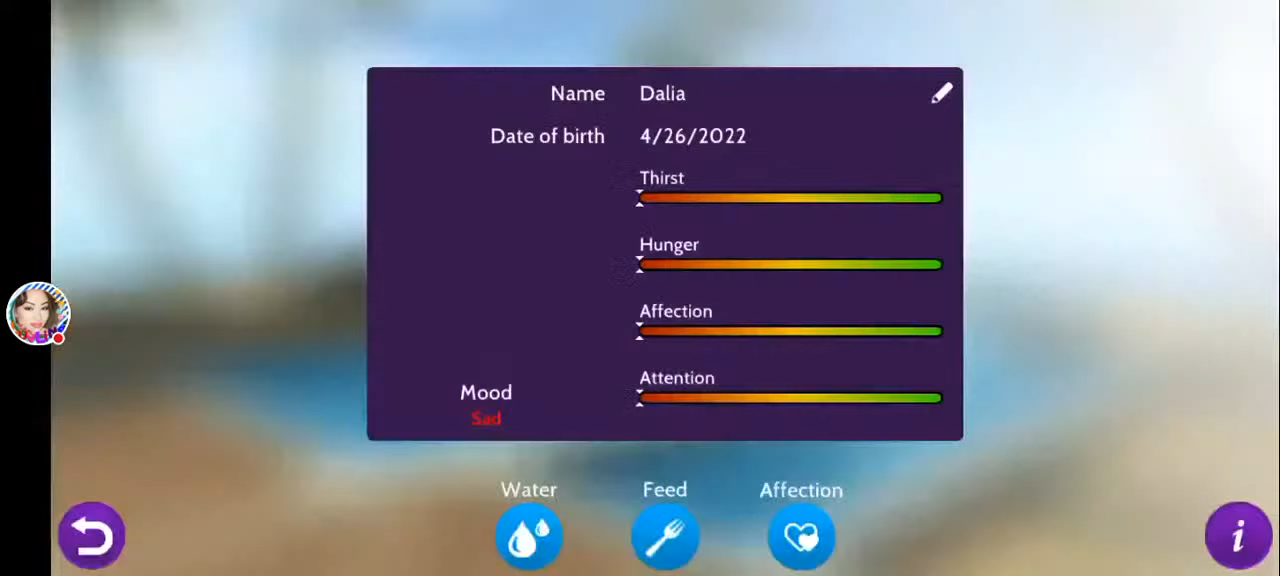 Name Dalia
Date of birth 4/26/2022
Thirst
Hunger
Affection
Attention
Mood
Sad
Water Feed Affection
i